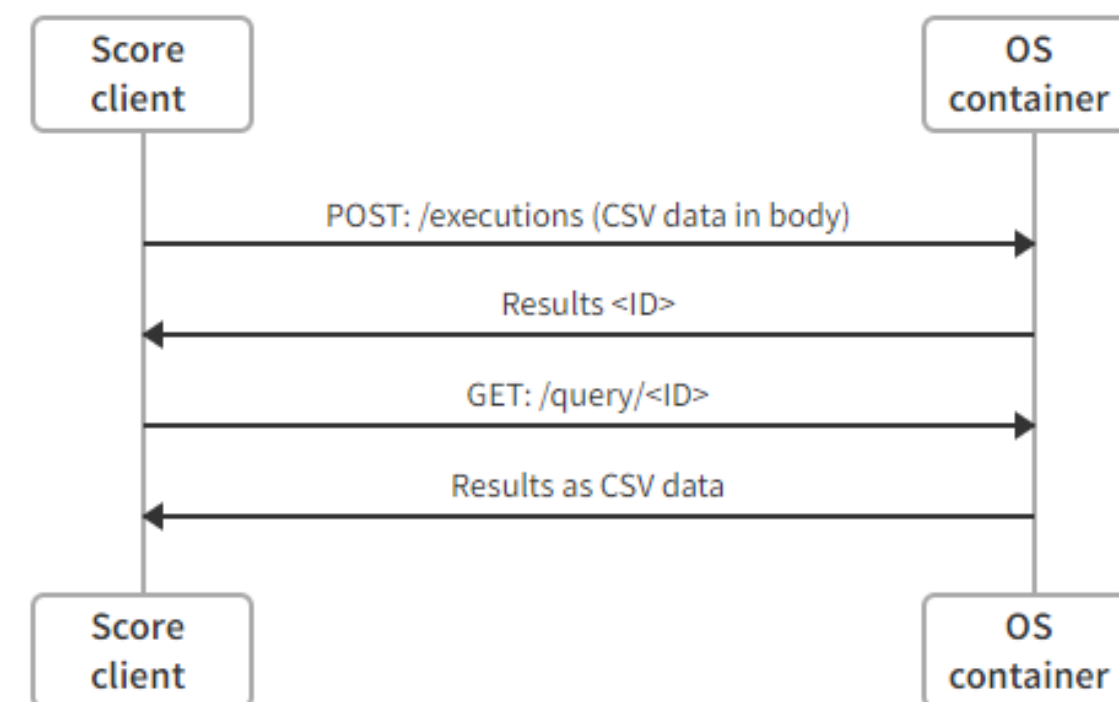 Score
client
OS
container
POST: /executions (CSV data in body)
Results <ID>
GET: /query/<ID>
Results as CSV data
Score
client
OS
container